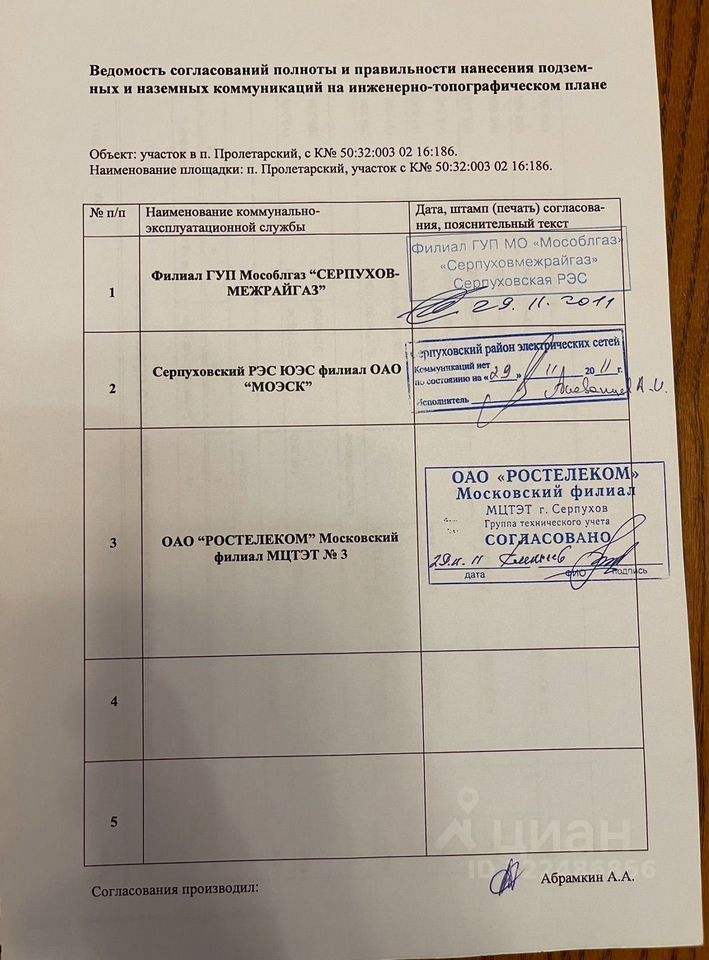 Ведомость согласований полноты и правильности нанесения подзем-
ных и наземных коммуникаций на инженерно-топографическом плане
Объект: участок в п. Пролетарский, с К№ 50:32:003 02 16:186.
Наименование площадки: п. Пролетарский, участок с К№ 50:32:003 02 16:186.
№ п/п
Наименование коммунально-
эксплуатационной службы
Дата, штамп (печать) согласова-
ния, пояснительный текст
1
Филиал ГУП Мособлгаз “СЕРПУХОВ-
МЕЖРАЙГАЗ”
Филиал ГУП МО «Мособлгаз»
«Серпуховмежрайгаз»
Серпуховская РЭС
29. 11. 2011
2
Серпуховский РЭС ЮЭС филиал ОАО
“МОЭСК”
Серпуховский район электрических сетей
Коммуникаций нет
по состоянию на «29» 11 2011 г.
Исполнитель А.И.
3
ОАО “РОСТЕЛЕКОМ” Московский
филиал МЦТЭТ № 3
ОАО «РОСТЕЛЕКОМ»
Московский филиал
МЦТЭТ г. Серпухов
Группа технического учета
СОГЛАСОВАНО
29.11.11
дата ФИО подпись
4
5
циан
Согласования производил:
Абрамкин А.А.